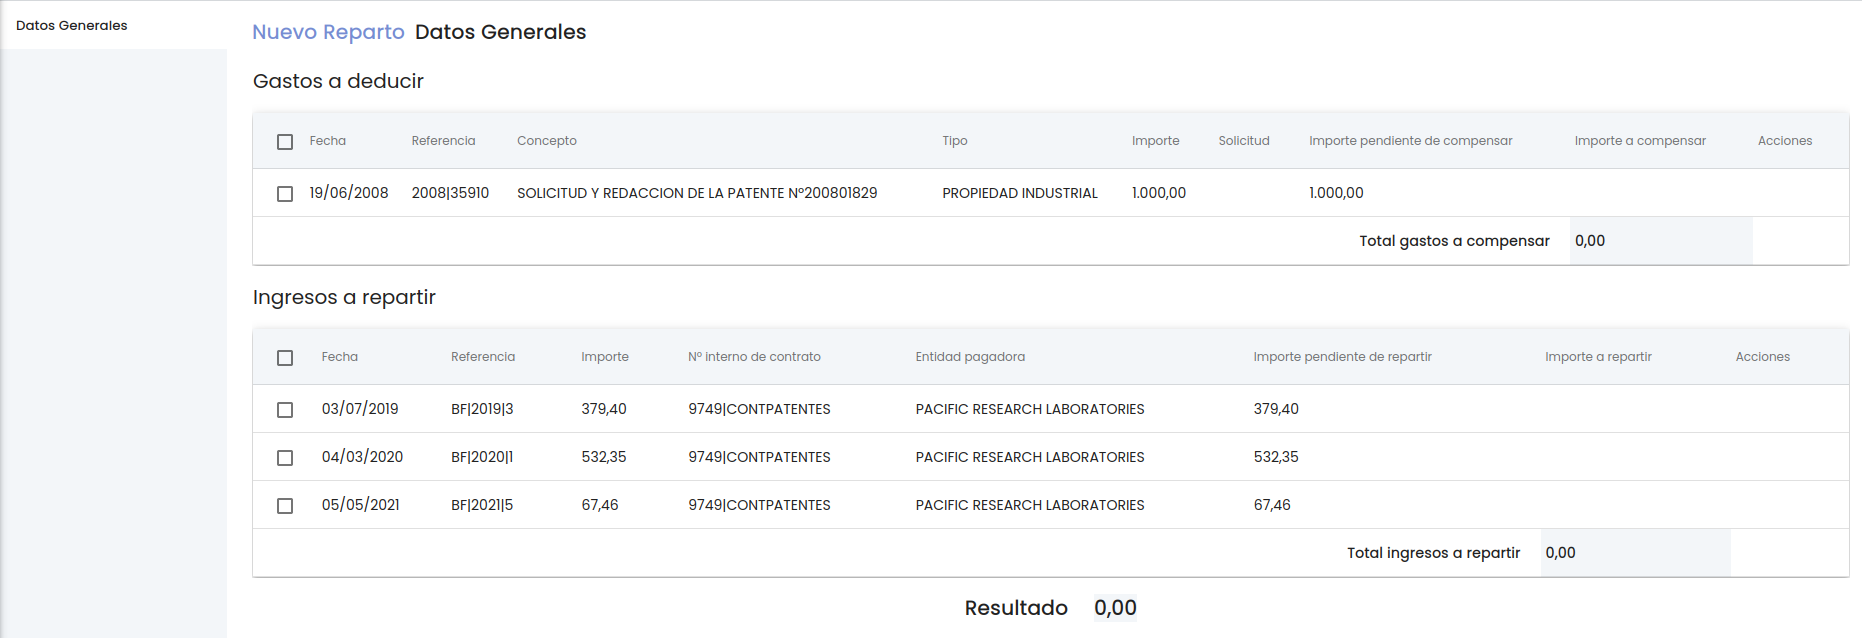 Datos Generales
Nuevo Reparto Datos Generales
Gastos a deducir
Fecha Referencia Concepto Tipo Importe Solicitud Importe pendiente de compensar Importe a compensar Acciones
19/06/2008 2008|35910 SOLICITUD Y REDACCION DE LA PATENTE Nº200801829 PROPIEDAD INDUSTRIAL 1.000,00 1.000,00
Total gastos a compensar 0,00
Ingresos a repartir
Fecha Referencia Importe Nº interno de contrato Entidad pagadora Importe pendiente de repartir Importe a repartir Acciones
03/07/2019 BF|2019|3 379,40 9749|CONTPATENTES PACIFIC RESEARCH LABORATORIES 379,40
04/03/2020 BF|2020|1 532,35 9749|CONTPATENTES PACIFIC RESEARCH LABORATORIES 532,35
05/05/2021 BF|2021|5 67,46 9749|CONTPATENTES PACIFIC RESEARCH LABORATORIES 67,46
Total ingresos a repartir 0,00
Resultado 0,00